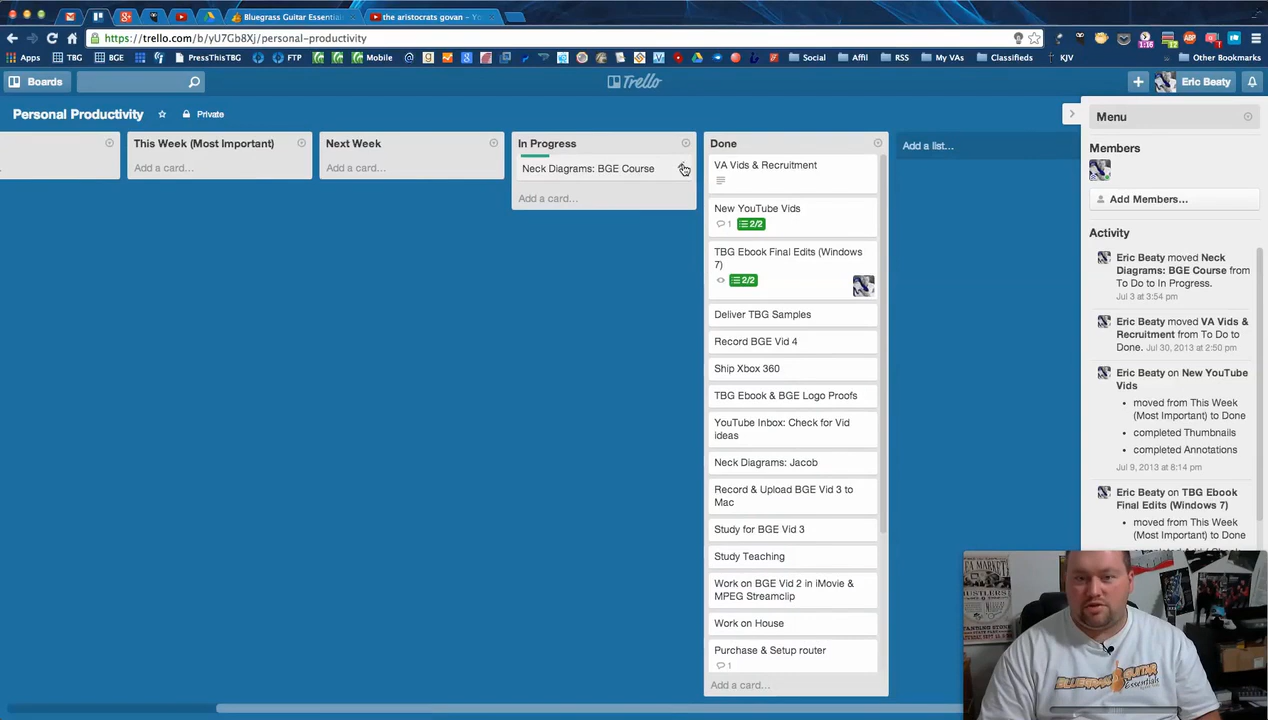 Bluegrass Guitar Essentials
the aristocrats govan - Yo
https://trello.com/b/yU7Gb8Xj/personal-productivity
1:16
Apps
TBG
BGE
PressThisTBG
FTP
Mobile
Social
Affil
RSS
My VAs
Classifieds
KJV
Other Bookmarks
Boards
Trello
Eric Beaty
Personal Productivity
Private
Menu
This Week (Most Important)
Add a card…
Next Week
Add a card…
In Progress
Neck Diagrams: BGE Course
Add a card…
Done
VA Vids & Recruitment
New YouTube Vids
1
2/2
TBG Ebook Final Edits (Windows
7)
2/2
Deliver TBG Samples
Record BGE Vid 4
Ship Xbox 360
TBG Ebook & BGE Logo Proofs
YouTube Inbox: Check for Vid
ideas
Neck Diagrams: Jacob
Record & Upload BGE Vid 3 to
Mac
Study for BGE Vid 3
Study Teaching
Work on BGE Vid 2 in iMovie &
MPEG Streamclip
Work on House
Purchase & Setup router
1
Add a card…
Add a list…
Members
Add Members…
Activity
Eric Beaty moved Neck
Diagrams: BGE Course from
To Do to In Progress.
Jul 3 at 3:54 pm
Eric Beaty moved VA Vids &
Recruitment from To Do to
Done. Jul 30, 2013 at 2:50 pm
Eric Beaty on New YouTube
Vids
moved from This Week
(Most Important) to Done
completed Thumbnails
completed Annotations
Jul 9, 2013 at 8:14 pm
Eric Beaty on TBG Ebook
Final Edits (Windows 7)
moved from This Week
(Most Important) to Done
BLUEGRASS GUITAR
Essentials